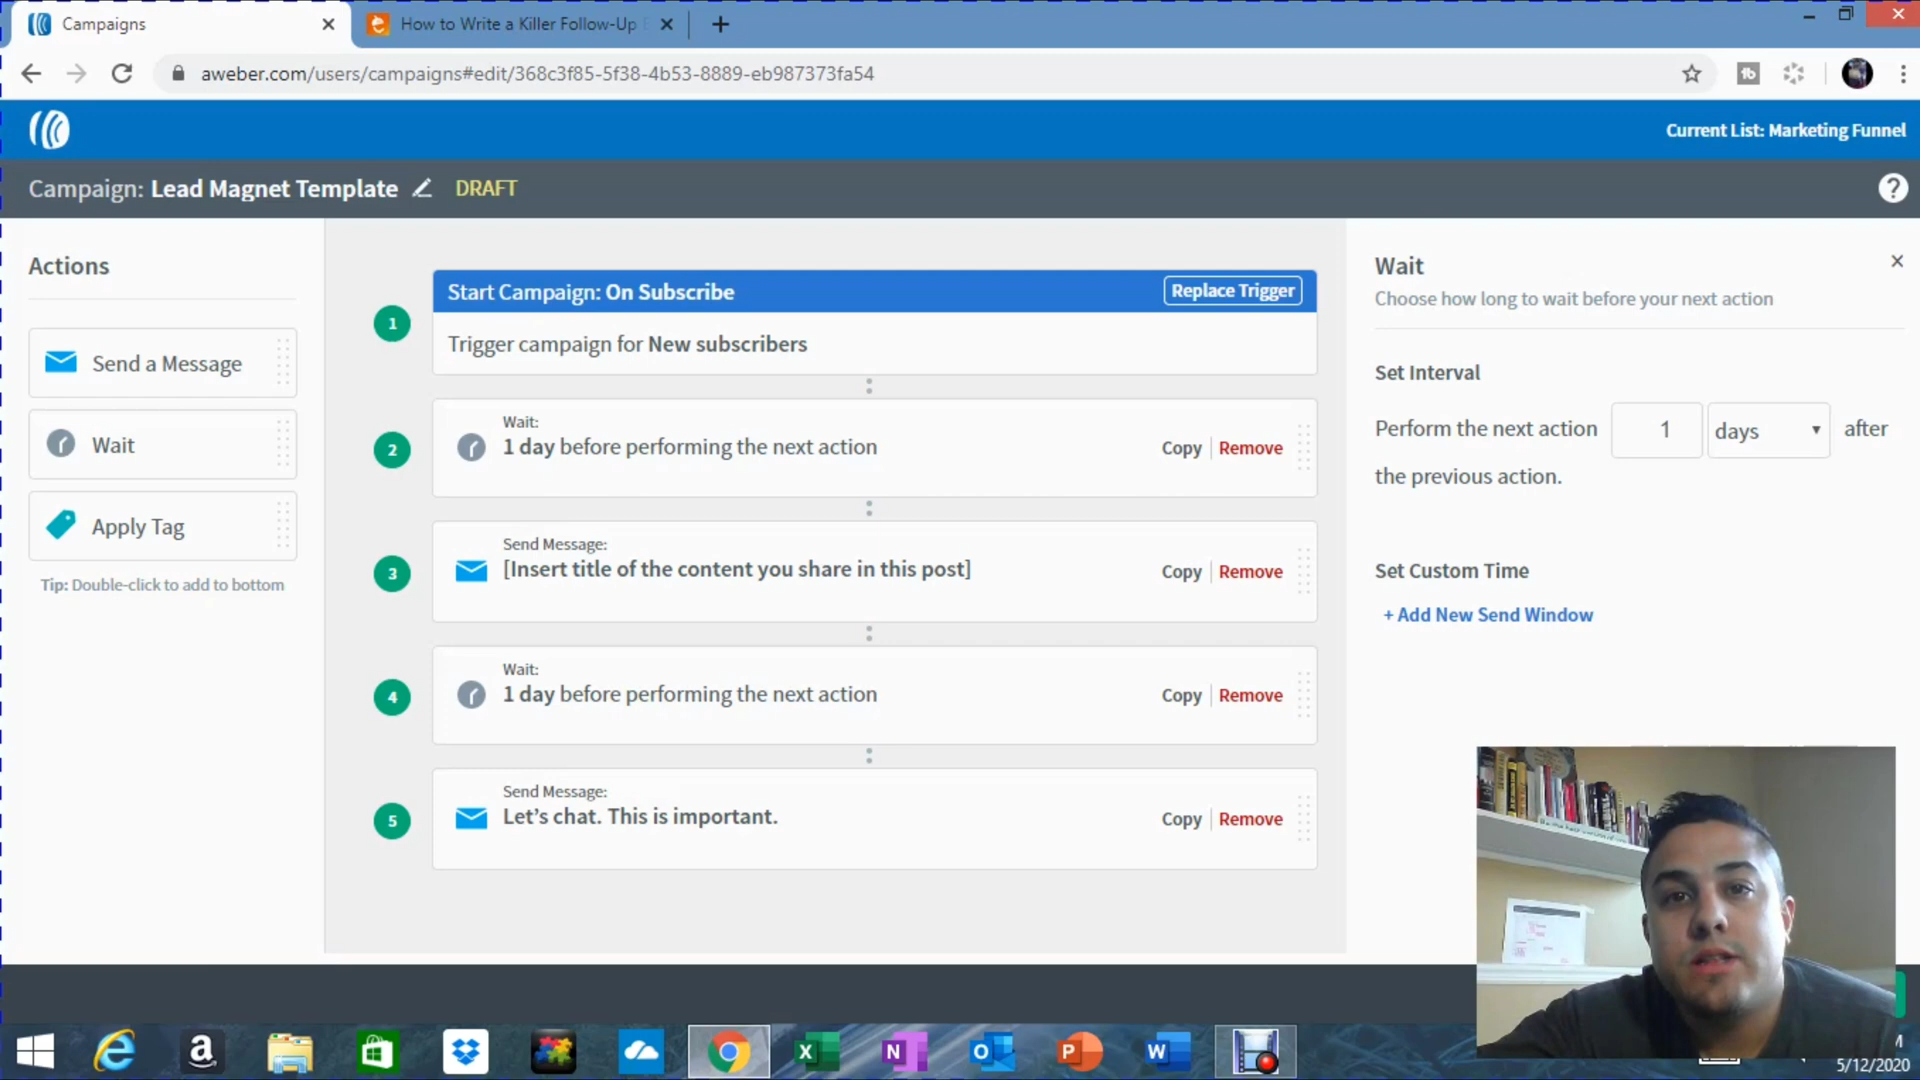 Campaigns
How to Write a Killer Follow-Up
aweber.com/users/campaigns#edit/368c3f85-5f38-4b53-8889-eb987373fa54
Current List: Marketing Funnel
Campaign: Lead Magnet Template DRAFT
?
Actions
Send a Message
Wait
Apply Tag
Tip: Double-click to add to bottom
1
Start Campaign: On Subscribe
Replace Trigger
Trigger campaign for New subscribers
2
Wait:
1 day before performing the next action
Copy | Remove
3
Send Message:
[Insert title of the content you share in this post]
Copy | Remove
4
Wait:
1 day before performing the next action
Copy | Remove
5
Send Message:
Let's chat. This is important.
Copy | Remove
Wait
Choose how long to wait before your next action
Set Interval
Perform the next action 1 days after
the previous action.
Set Custom Time
+ Add New Send Window
5/12/2020